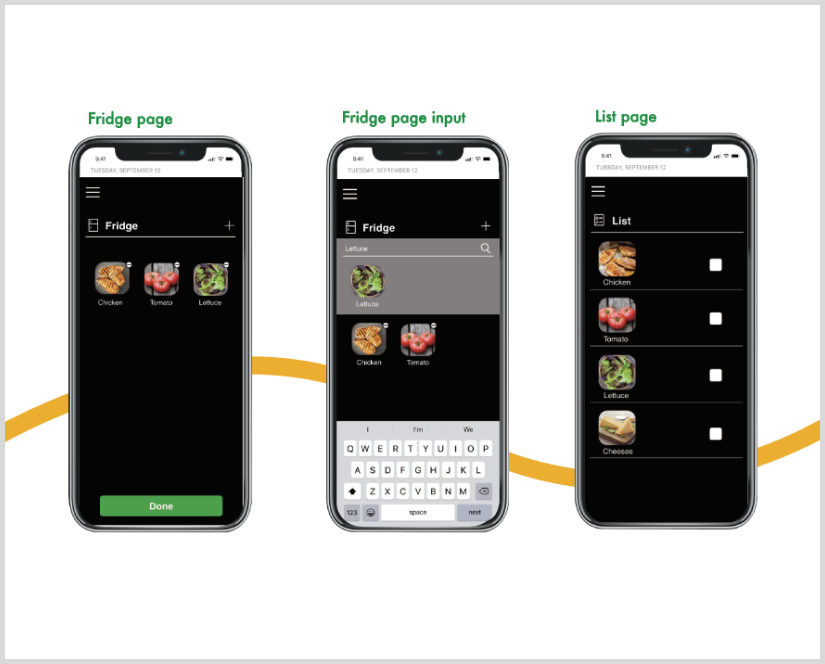 Fridge page
9:41
TUESDAY, SEPTEMBER 12
Fridge
Chicken Tomato Lettuce
Done
Fridge page input
9:41
TUESDAY, SEPTEMBER 12
Fridge
Lettuce
Lettuce
Chicken Tomato
I I'm We
Q W E R T Y U I O P
A S D F G H J K L
Z X C V B N M
123 space next
List page
9:41
TUESDAY, SEPTEMBER 12
List
Chicken
Tomato
Lettuce
Cheeses